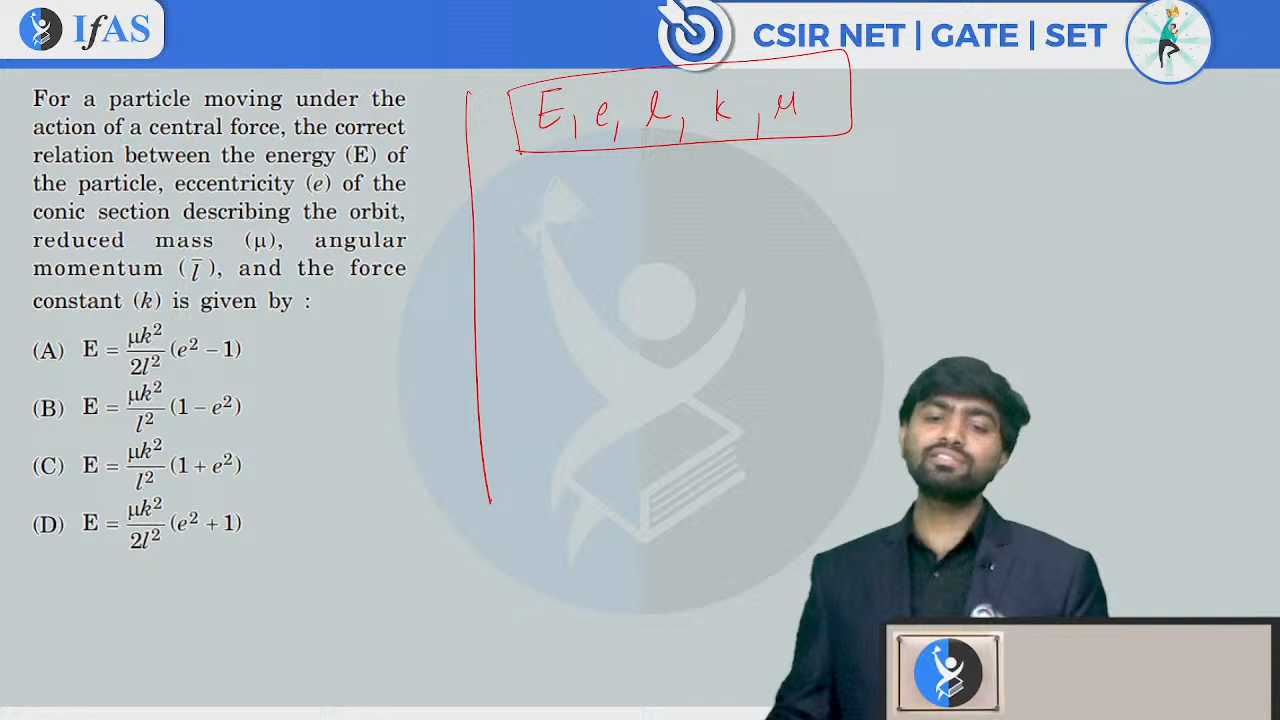 IfAS
CSIR NET | GATE | SET
E, e, l, k, μ
For a particle moving under the
action of a central force, the correct
relation between the energy (E) of
the particle, eccentricity (e) of the
conic section describing the orbit,
reduced mass (μ), angular
momentum (l̅), and the force
constant (k) is given by :
(A) E = μk²/2l² (e² – 1)
(B) E = μk²/l² (1 – e²)
(C) E = μk²/l² (1 + e²)
(D) E = μk²/2l² (e² + 1)